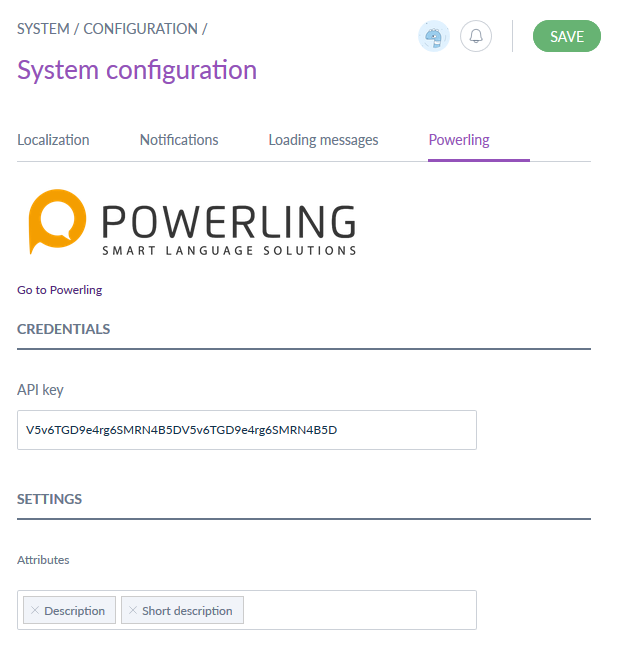 SYSTEM / CONFIGURATION /
SAVE
System configuration
Localization Notifications Loading messages Powerling
POWERLING
SMART LANGUAGE SOLUTIONS
Go to Powerling
CREDENTIALS
API key
V5v6TGD9e4rg6SMRN4B5DV5v6TGD9e4rg6SMRN4B5D
SETTINGS
Attributes
× Description × Short description